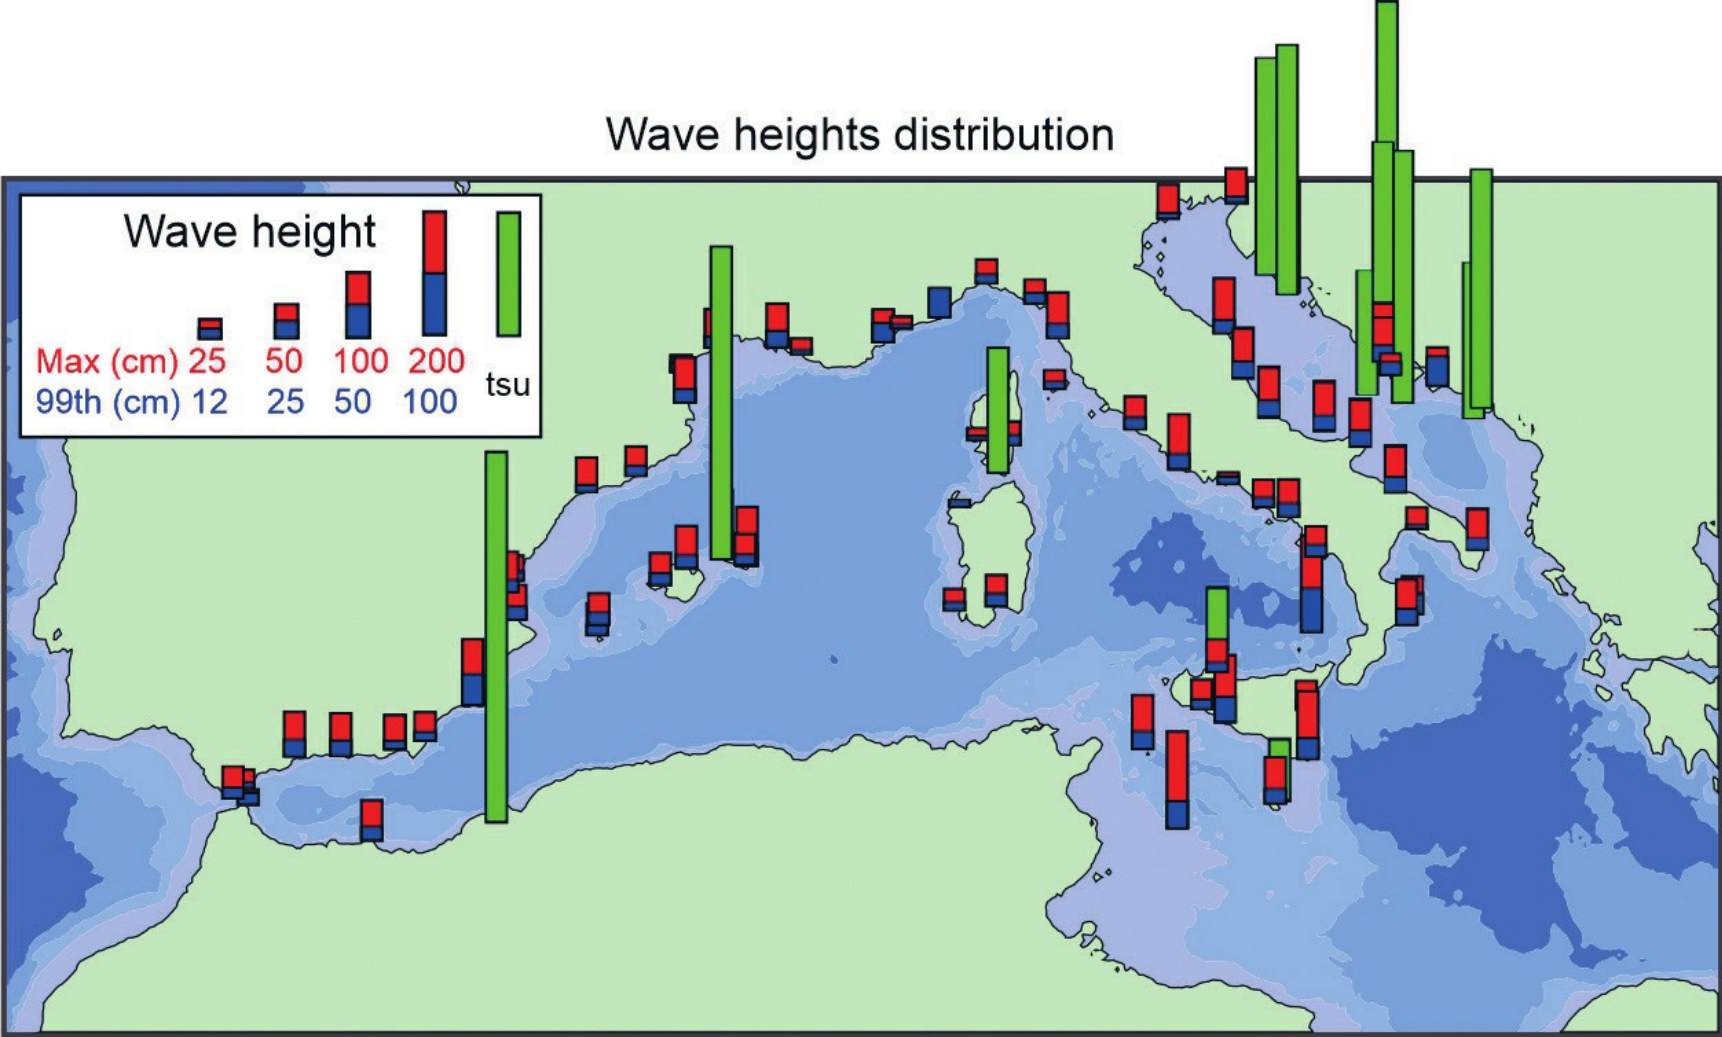 Wave heights distribution
Wave height
Max (cm) 25 50 100 200
99th (cm) 12 25 50 100
tsu